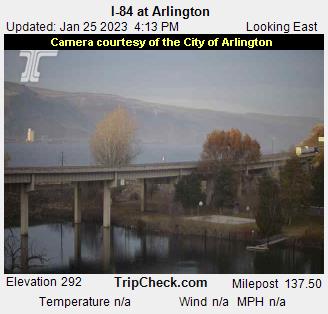 I-84 at Arlington
Updated: Jan 25 2023 4:13 PM Looking East
Camera courtesy of the City of Arlington
Elevation 292 TripCheck.com Milepost 137.50
Temperature n/a Wind n/a MPH n/a